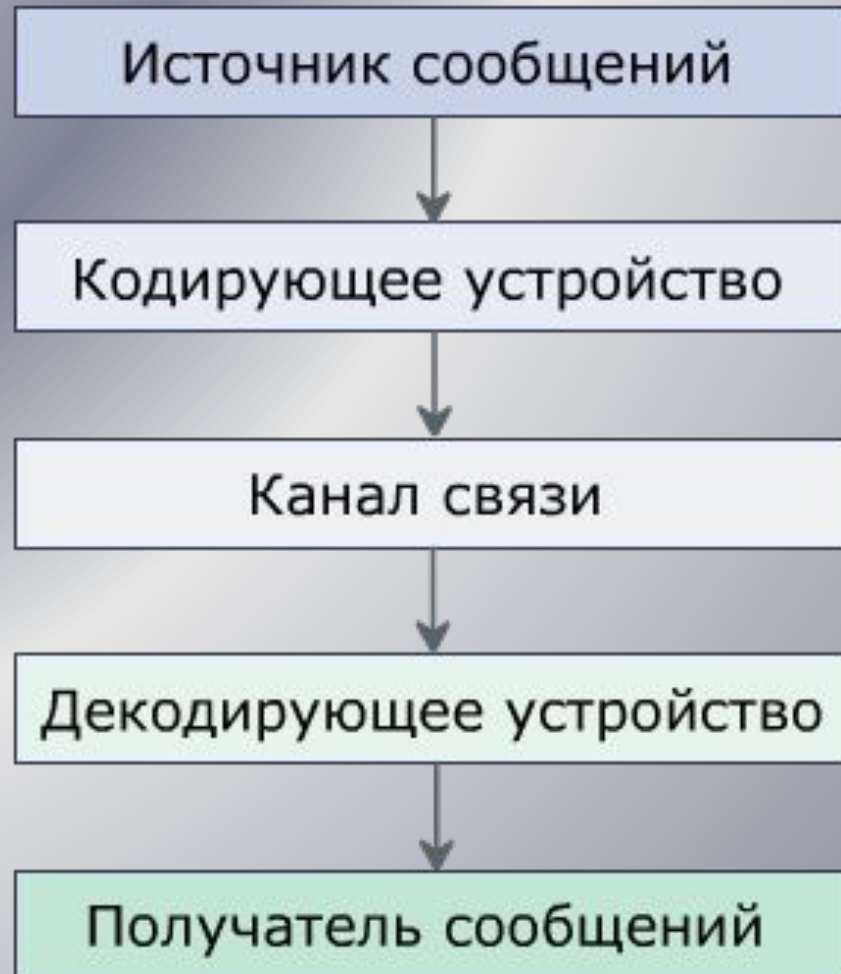 Источник сообщений
Кодирующее устройство
Канал связи
Декодирующее устройство
Получатель сообщений